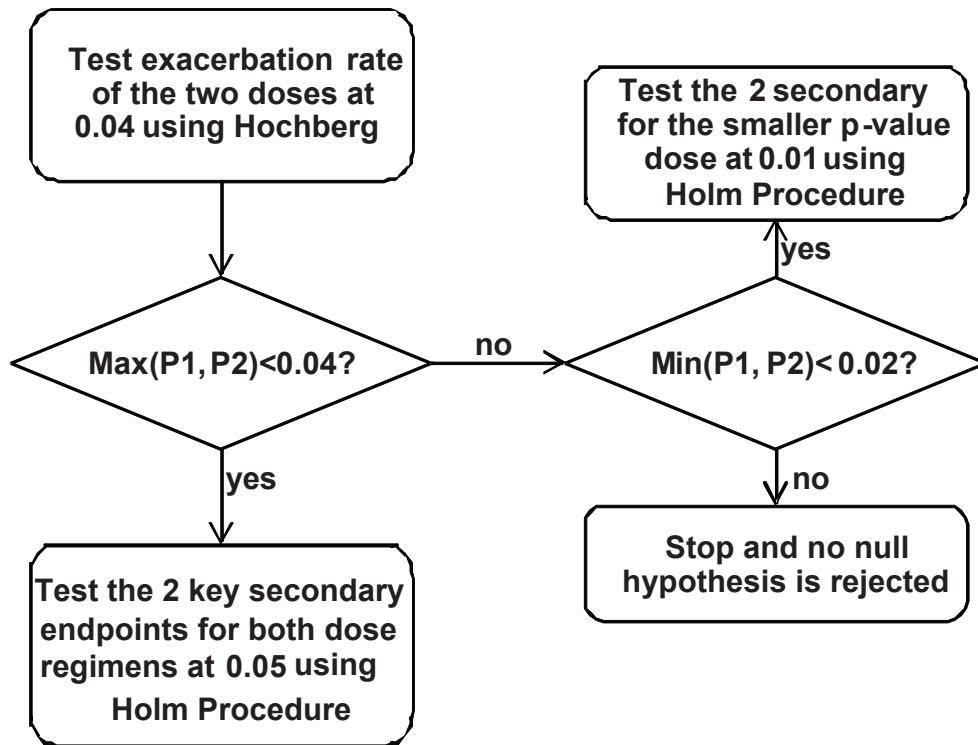 Test exacerbation rate
of the two doses at
0.04 using Hochberg
Test the 2 secondary
for the smaller p-value
dose at 0.01 using
Holm Procedure
yes
Max(P1, P2)<0.04?
no
Min(P1, P2)< 0.02?
yes
no
Test the 2 key secondary
endpoints for both dose
regimens at 0.05 using
Holm Procedure
Stop and no null
hypothesis is rejected